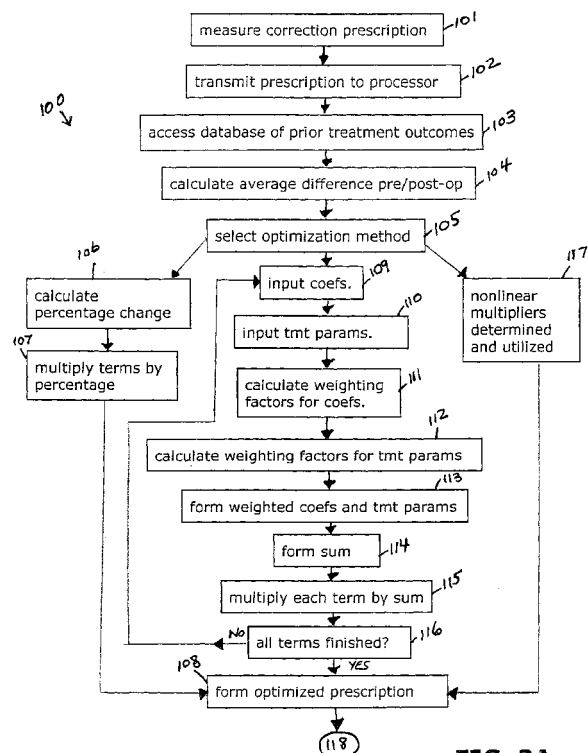 measure correction prescription 101
transmit prescription to processor 102
100
access database of prior treatment outcomes 103
calculate average difference pre/post-op 104
select optimization method 105
106
calculate
percentage change
107
multiply terms by
percentage
input coefs. 109
input tmt params. 110
calculate weighting
factors for coefs. 111
117
nonlinear
multipliers
determined
and utilized
calculate weighting factors for tmt params 112
form weighted coefs and tmt params 113
form sum 114
multiply each term by sum 115
NO
all terms finished? 116
YES
108
form optimized prescription
118